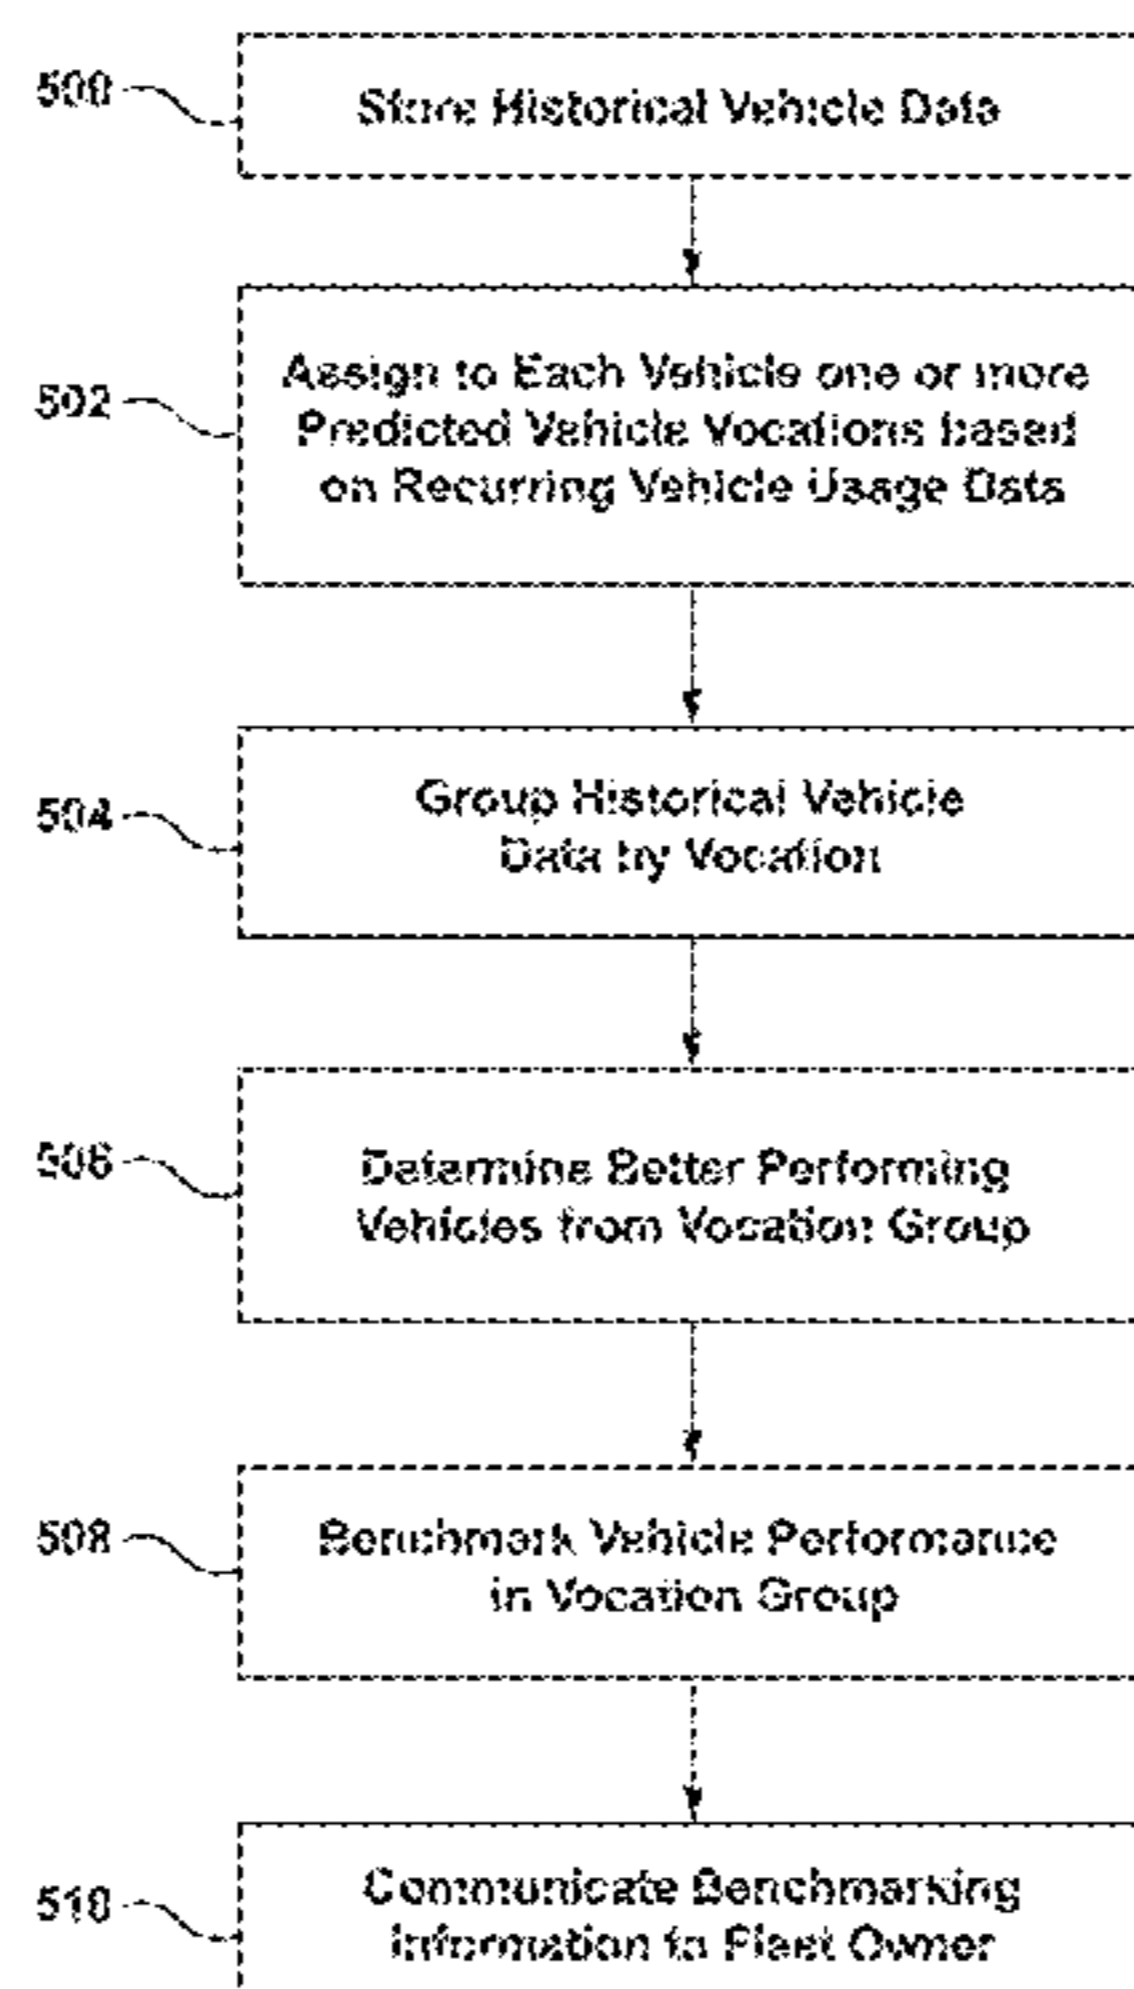 500
Store Historical Vehicle Data
502
Assign to Each Vehicle one or more
Predicted Vehicle Vocations based
on Recurring Vehicle Usage Data
504
Group Historical Vehicle
Data by Vocation
506
Determine Better Performing
Vehicles from Vocation Group
508
Benchmark Vehicle Performance
in Vocation Group
510
Communicate Benchmarking
Information to Fleet Owner